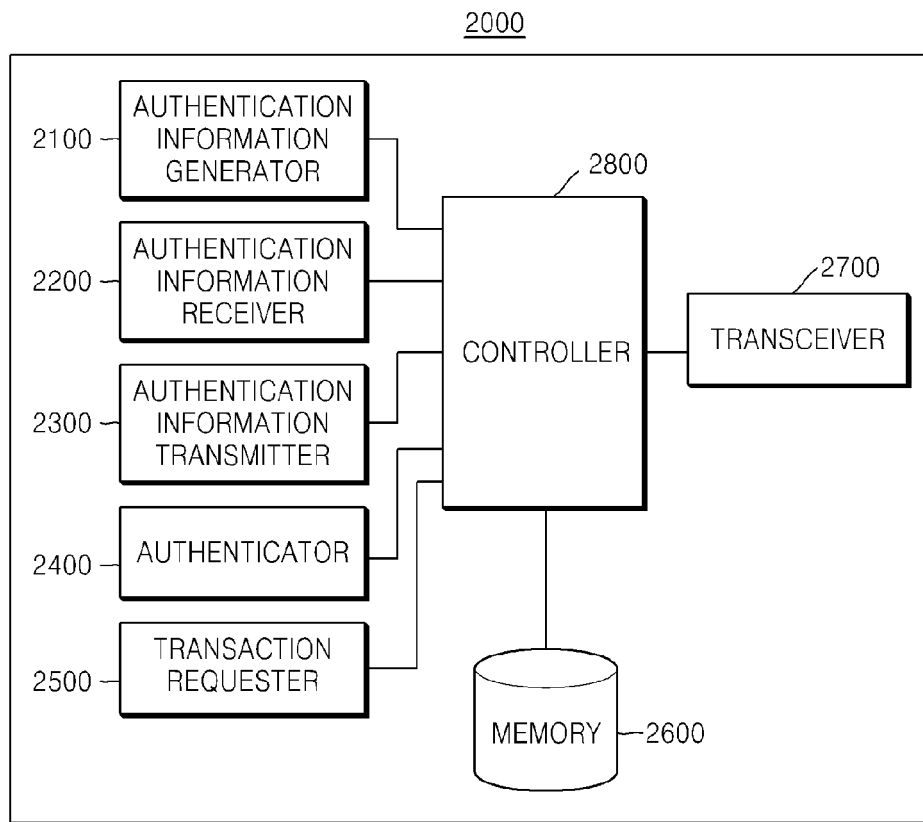 2000
2100
AUTHENTICATION
INFORMATION
GENERATOR
2200
AUTHENTICATION
INFORMATION
RECEIVER
2300
AUTHENTICATION
INFORMATION
TRANSMITTER
2400
AUTHENTICATOR
2500
TRANSACTION
REQUESTER
2800
CONTROLLER
2700
TRANSCEIVER
MEMORY
2600